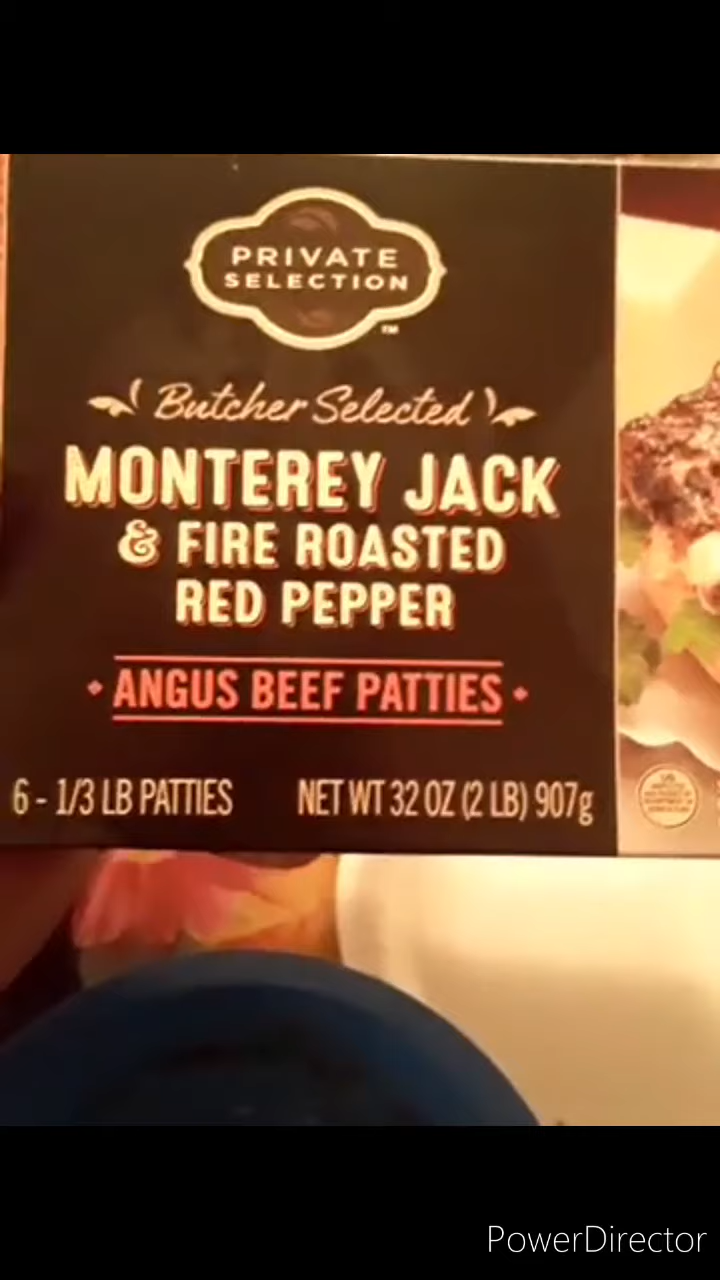 PRIVATE
SELECTION
TM
Butcher Selected
MONTEREY JACK
& FIRE ROASTED
RED PEPPER
ANGUS BEEF PATTIES
6 - 1/3 LB PATTIES NET WT 32 OZ (2 LB) 907g
PowerDirector